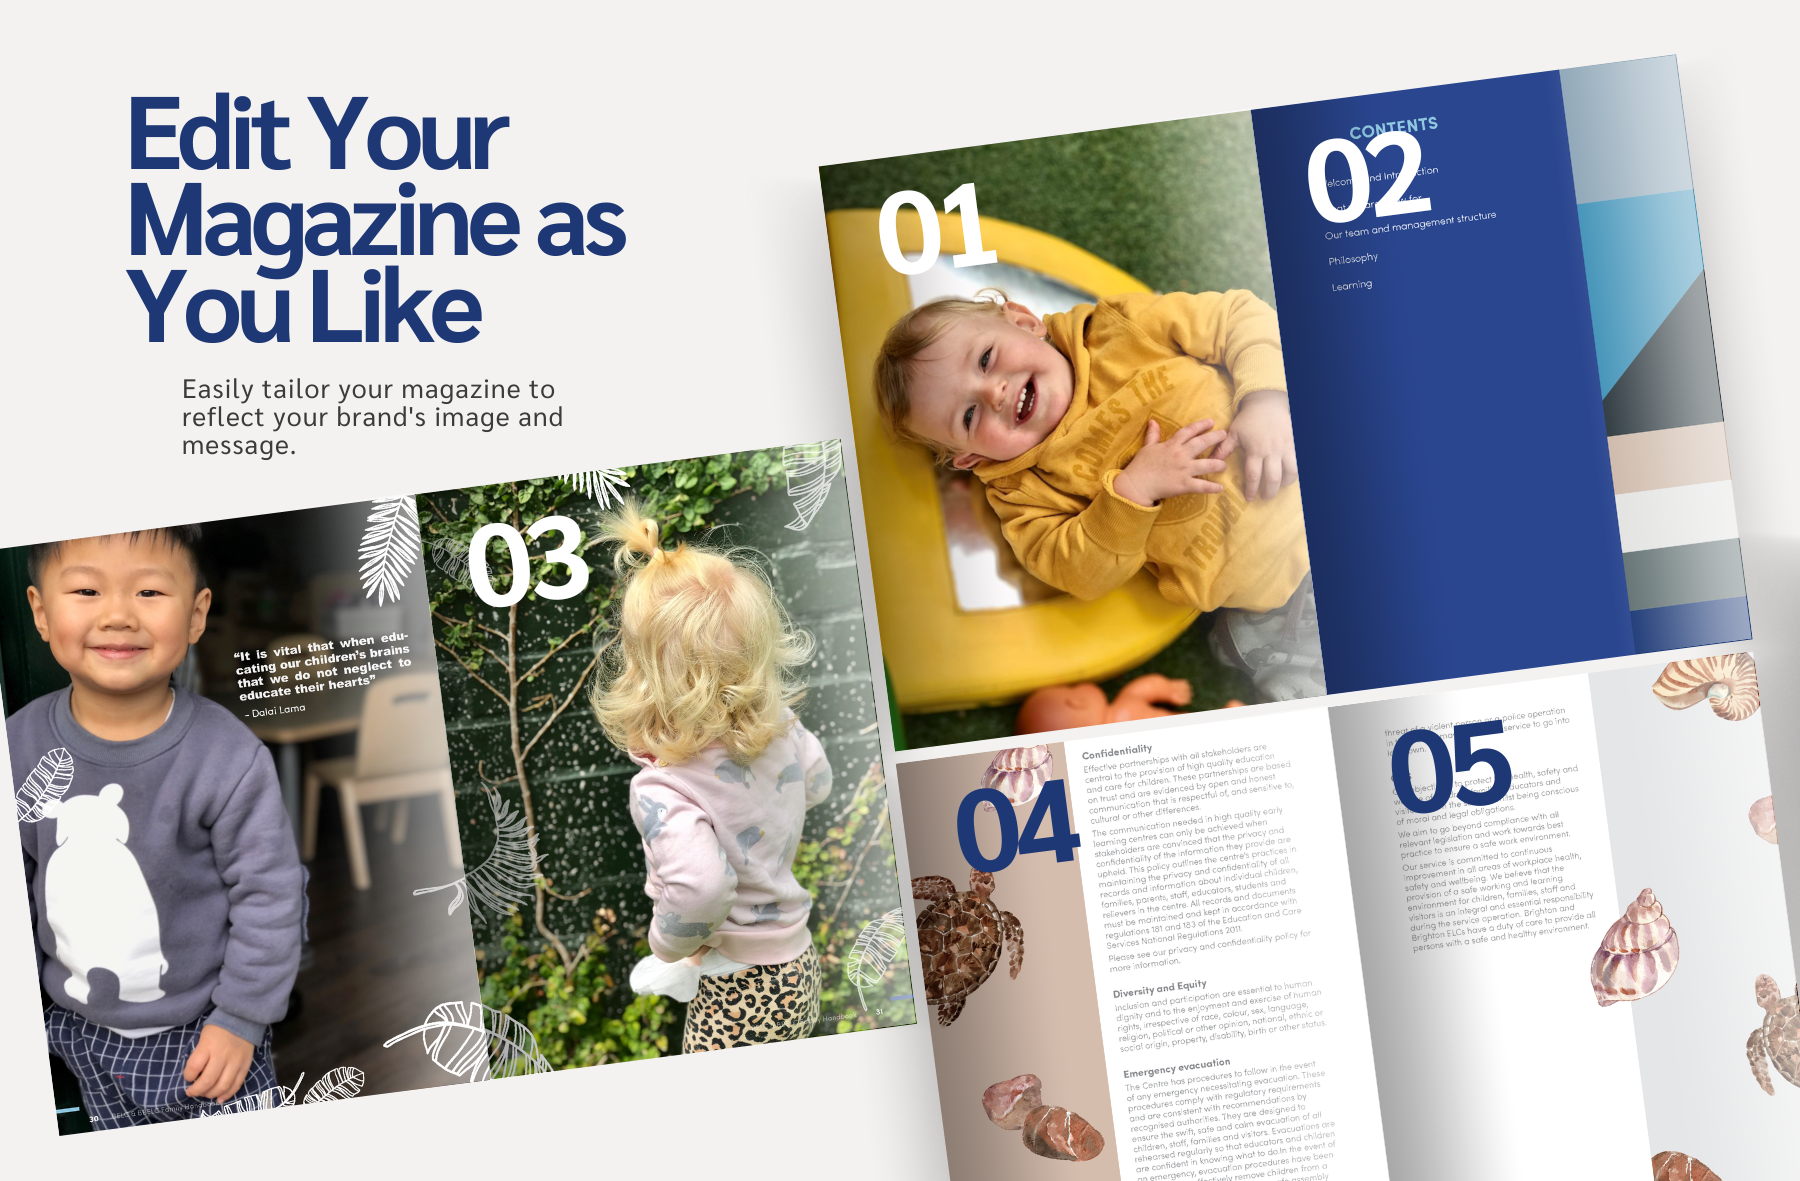 Edit Your
Magazine as
You Like
Easily tailor your magazine to
reflect your brand's image and
message.
01
COMES THE
TROU
CONTENTS
02
Our team and management structure
Philosophy
Learning
03
“It is vital that when edu-
cating our children’s brains
that we do not neglect to
educate their hearts”
- Dalai Lama
30
Family Handbook
31
04
Confidentiality
Effective partnerships with all stakeholders are
central to the provision of high quality education
and care for children. These partnerships are based
on trust and are evidenced by open and honest
communication that is respectful of, and sensitive to,
cultural or other differences.
The communication needed in high quality early
learning centres can only be achieved when
stakeholders are convinced that the privacy and
confidentiality of the information they provide are
upheld. This policy outlines the centre's practices in
maintaining the privacy and confidentiality of all
records and information about individual children,
families, parents, staff, educators, students and
relievers in the centre. All records and documents
must be maintained and kept in accordance with
regulations 181 and 183 of the Education and Care
Services National Regulations 2011.
Please see our privacy and confidentiality policy for
more information.
Diversity and Equity
Inclusion and participation are essential to human
dignity and to the enjoyment and exercise of human
rights, irrespective of race, colour, sex, language,
religion, political or other opinion, national, ethnic or
social origin, property, disability, birth or other status.
Emergency evacuation
The Centre has procedures to follow in the event
of any emergency necessitating evacuation. These
procedures comply with regulatory requirements
and are consistent with recommendations by
recognised authorities. They are designed to
ensure the swift, safe and calm evacuation of all
children, staff, families and visitors. Evacuations are
rehearsed regularly so that educators and children
are confident in knowing what to do.In the event of
an emergency, evacuation procedures have been
remove children from a
assembly
threat of a violent person or a police operation
service to go into
05
to protect health, safety and
educators and
being conscious
of moral and legal obligations.
We aim to go beyond compliance with all
relevant legislation and work towards best
practice to ensure a safe work environment.
Our service is committed to continuous
improvement in all areas of workplace health,
safety and wellbeing. We believe that the
provision of a safe working and learning
environment for children, families, staff and
visitors is an integral and essential responsibility
during the service operation. Brighton and
Brighton ELCs have a duty of care to provide all
persons with a safe and healthy environment.